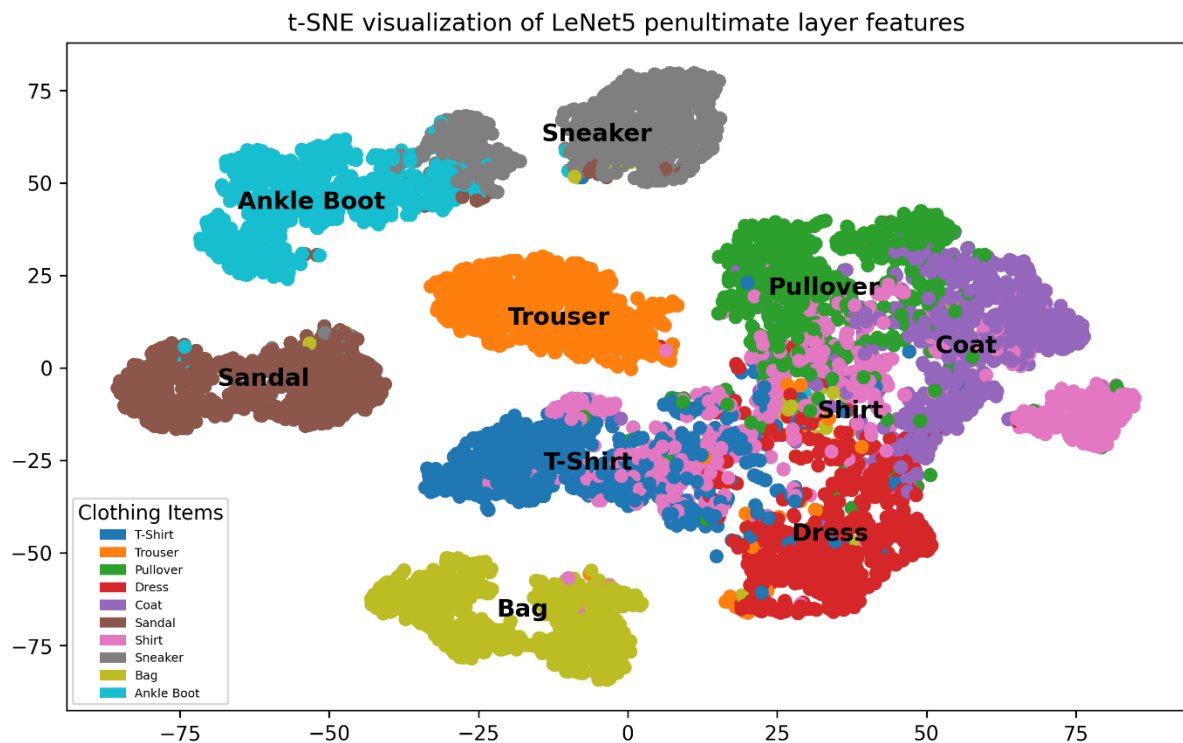 t-SNE visualization of LeNet5 penultimate layer features
75
50
25
0
−25
−50
−75
Sneaker
Ankle Boot
Pullover
Trouser
Coat
Sandal
Shirt
T-Shirt
Dress
Bag
Clothing Items
T-Shirt
Trouser
Pullover
Dress
Coat
Sandal
Shirt
Sneaker
Bag
Ankle Boot
−75 −50 −25 0 25 50 75